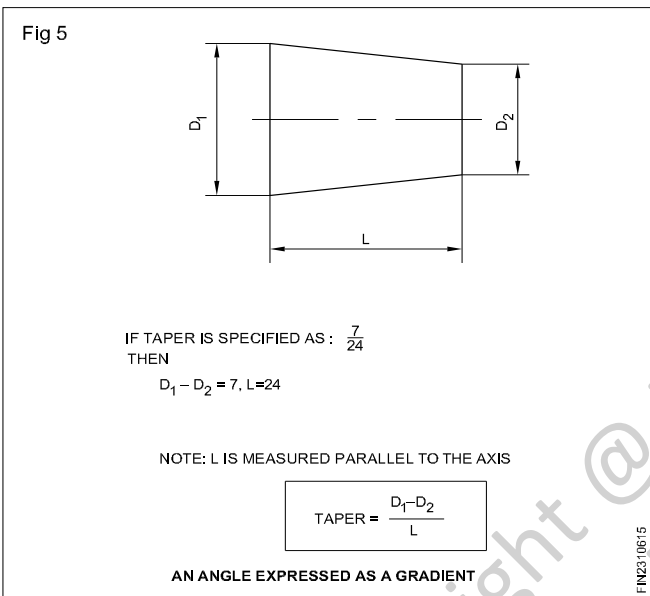 Fig 5
D1
D2
L
IF TAPER IS SPECIFIED AS : 7/24
THEN
D1 – D2 = 7, L=24
NOTE: L IS MEASURED PARALLEL TO THE AXIS
TAPER = D1–D2 / L
AN ANGLE EXPRESSED AS A GRADIENT
FIN2310615
right @